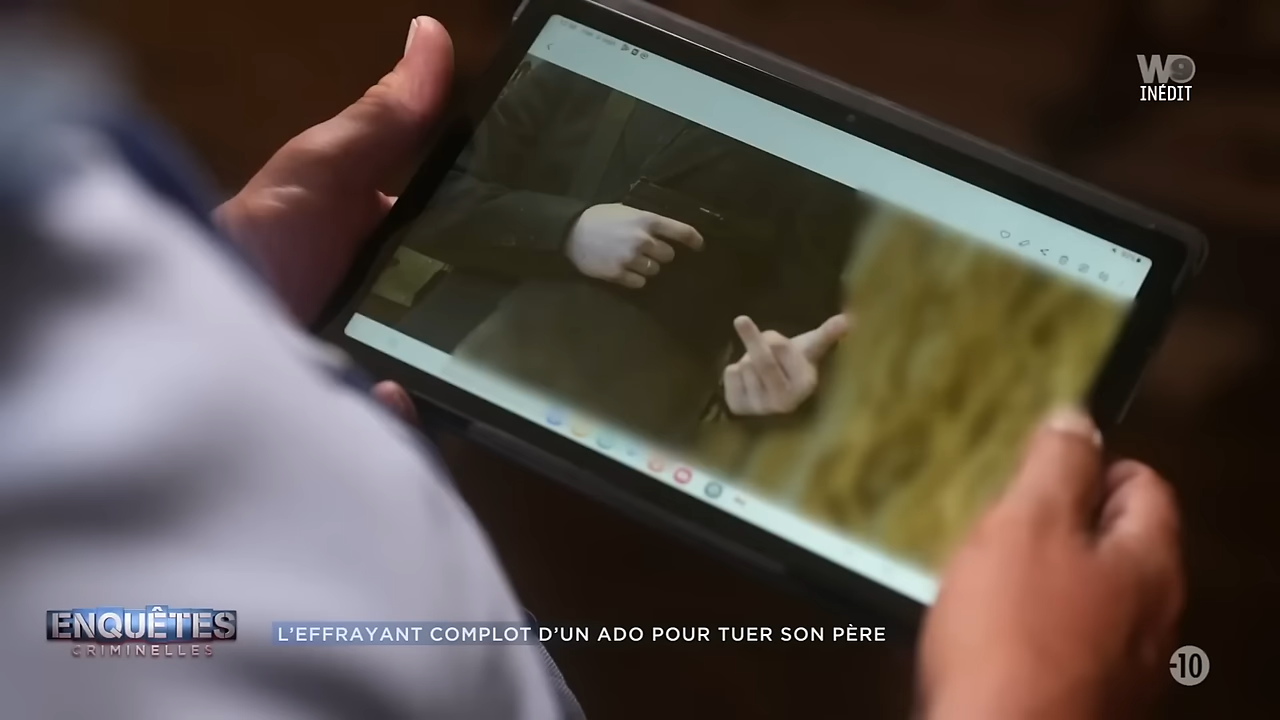 W9
INÉDIT
ENQUÊTES
CRIMINELLES
L'EFFRAYANT COMPLOT D'UN ADO POUR TUER SON PÈRE
-10